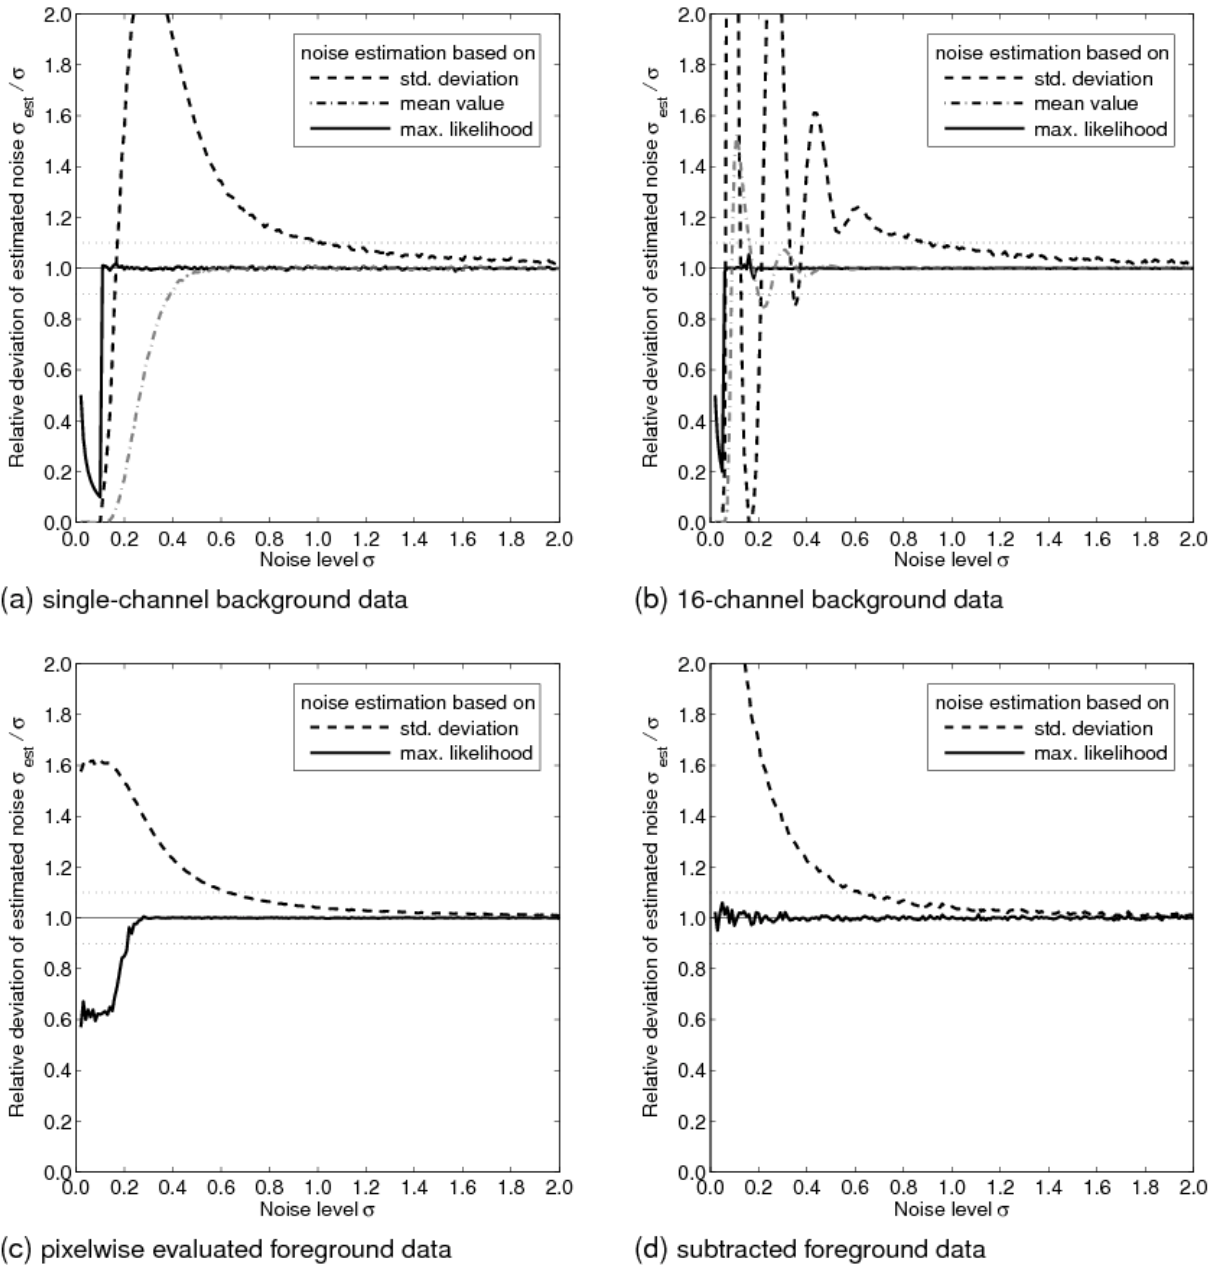 2.0
1.8
1.6
1.4
1.2
1.0
0.8
0.6
0.4
0.2
0.0
Relative deviation of estimated noise σest / σ
noise estimation based on
std. deviation
mean value
max. likelihood
0.0 0.2 0.4 0.6 0.8 1.0 1.2 1.4 1.6 1.8 2.0
Noise level σ
(a) single-channel background data
2.0
1.8
1.6
1.4
1.2
1.0
0.8
0.6
0.4
0.2
0.0
Relative deviation of estimated noise σest / σ
noise estimation based on
std. deviation
mean value
max. likelihood
0.0 0.2 0.4 0.6 0.8 1.0 1.2 1.4 1.6 1.8 2.0
Noise level σ
(b) 16-channel background data
2.0
1.8
1.6
1.4
1.2
1.0
0.8
0.6
0.4
0.2
0.0
Relative deviation of estimated noise σest / σ
noise estimation based on
std. deviation
max. likelihood
0.0 0.2 0.4 0.6 0.8 1.0 1.2 1.4 1.6 1.8 2.0
Noise level σ
(c) pixelwise evaluated foreground data
2.0
1.8
1.6
1.4
1.2
1.0
0.8
0.6
0.4
0.2
0.0
Relative deviation of estimated noise σest / σ
noise estimation based on
std. deviation
max. likelihood
0.0 0.2 0.4 0.6 0.8 1.0 1.2 1.4 1.6 1.8 2.0
Noise level σ
(d) subtracted foreground data